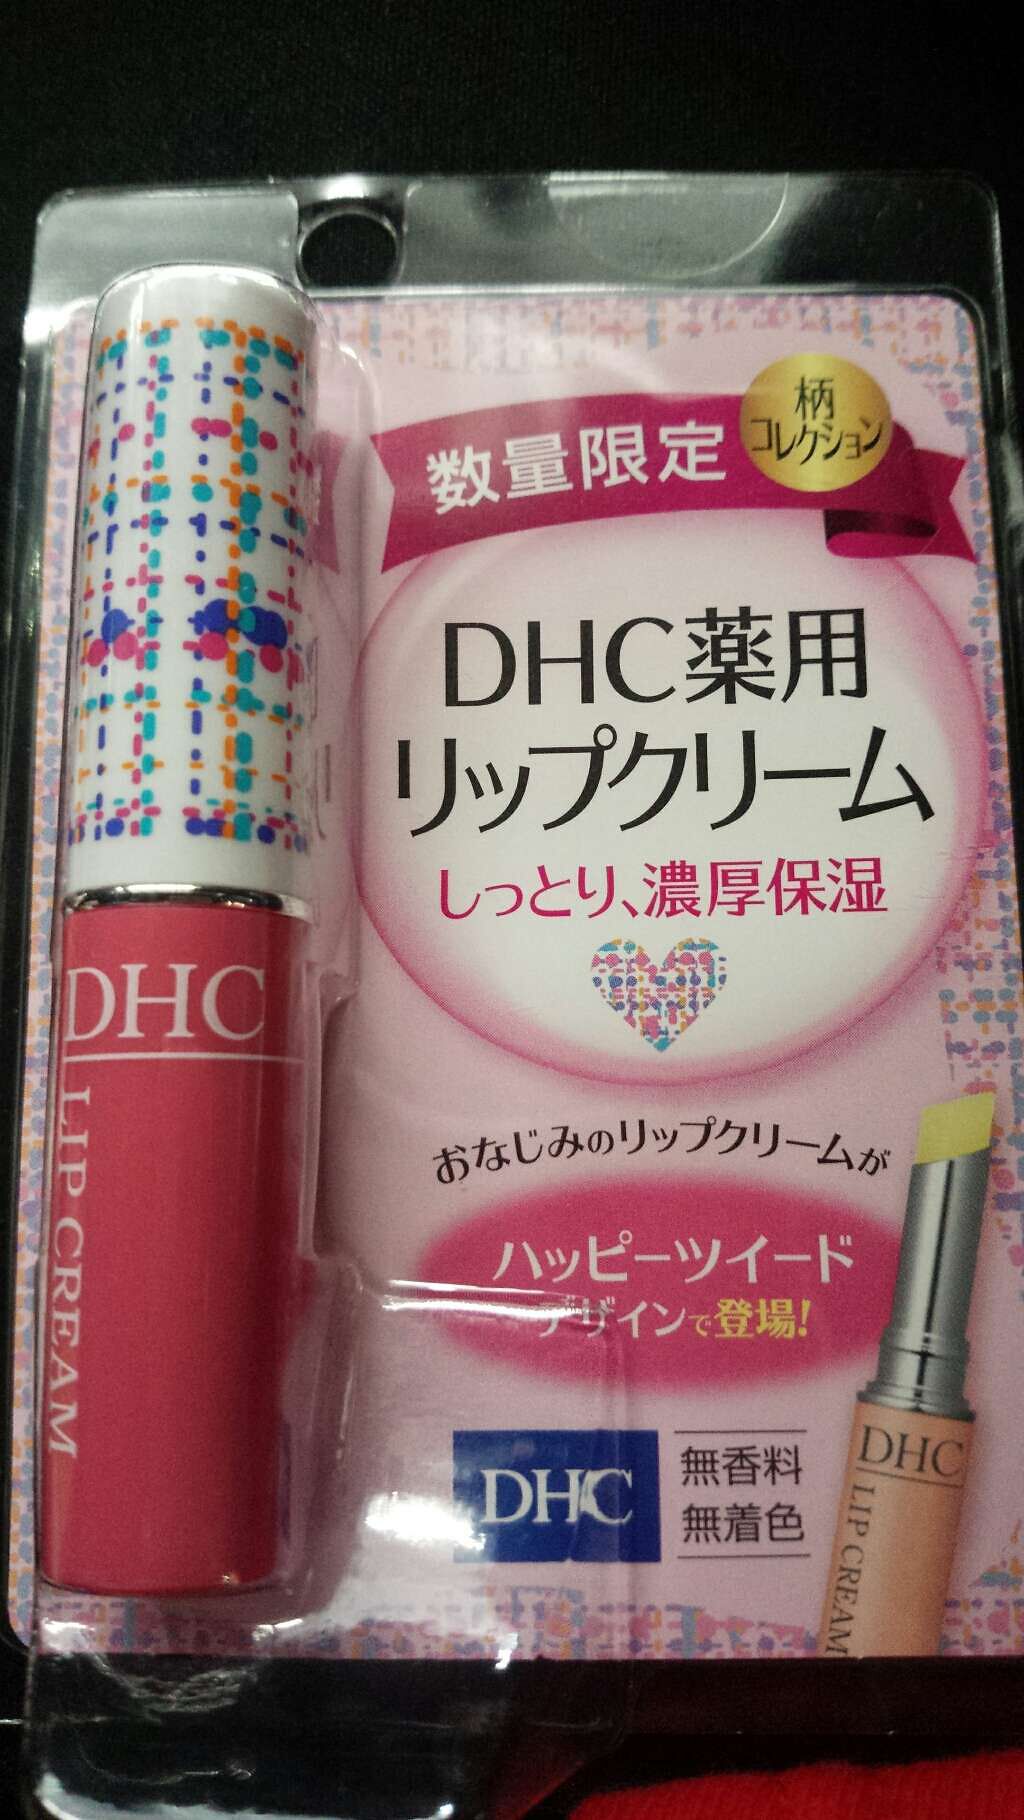 柄
コレクション
数量限定
DHC薬用
リップクリーム
しっとり、濃厚保湿
おなじみのリップクリームが
ハッピーツイード
デザインで登場!
DHC
無香料
無着色
DHC
LIP CREAM
DHC
LIP CREAM